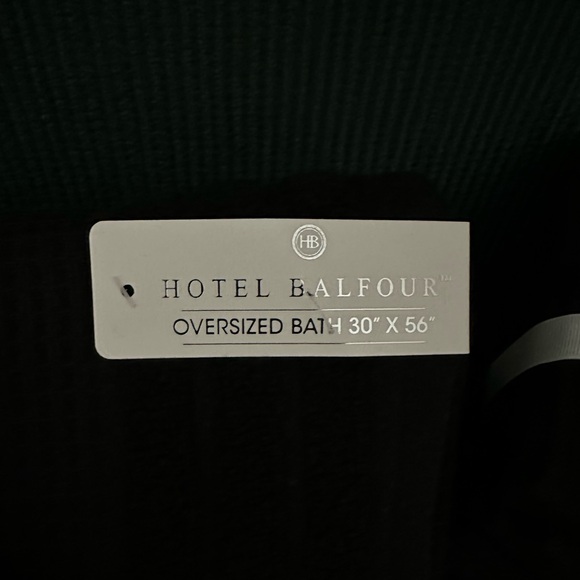 HB
HOTEL BALFOUR™
OVERSIZED BATH 30" X 56"